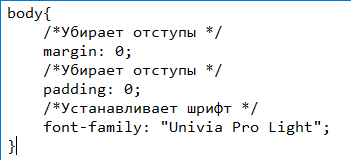 body{
    /*Убирает отступы */
    margin: 0;
    /*Убирает отступы */
    padding: 0;
    /*Устанавливает шрифт */
    font-family: "Univia Pro Light";
}